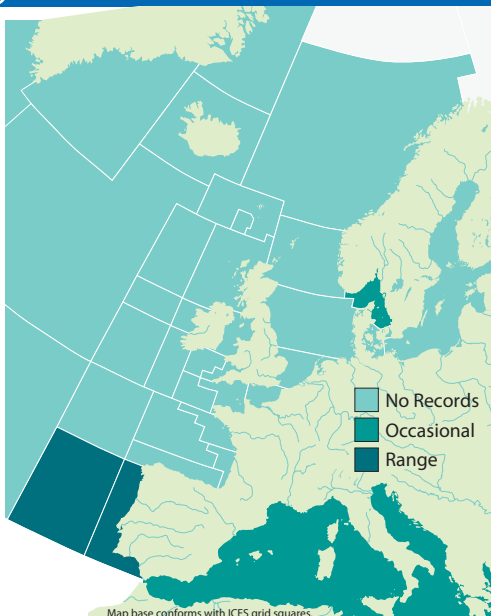 No Records
Occasional
Range
Map base conforms with ICES grid squares.